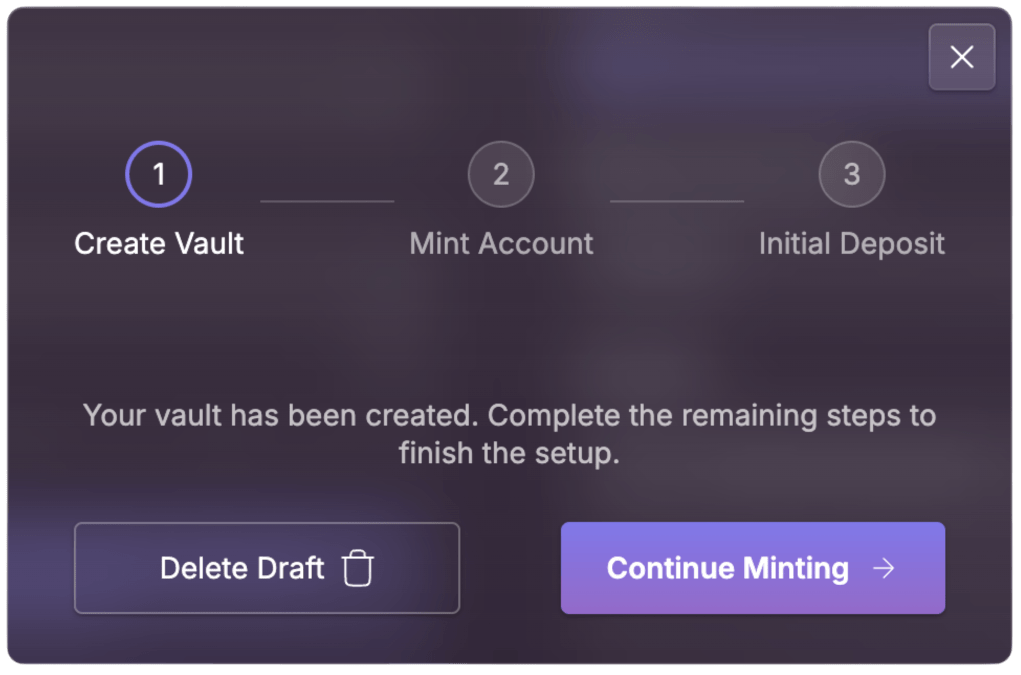 1
2
3
Create Vault
Mint Account
Initial Deposit
Your vault has been created. Complete the remaining steps to
finish the setup.
Delete Draft
Continue Minting →